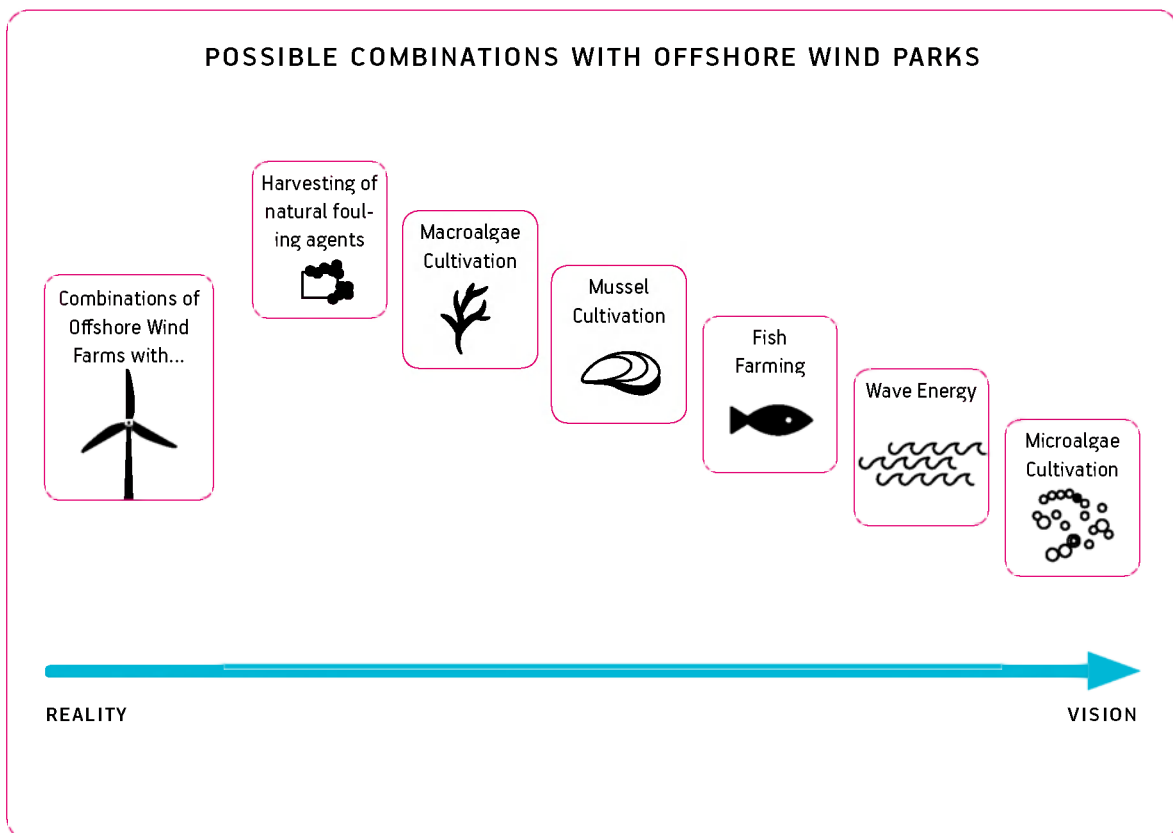 POSSIBLE COMBINATIONS WITH OFFSHORE WIND PARKS
Combinations of
Offshore Wind
Farms with...
Harvesting of
natural foul-
ing agents
Macroalgae
Cultivation
Mussel
Cultivation
Fish
Farming
Wave Energy
Microalgae
Cultivation
REALITY
VISION